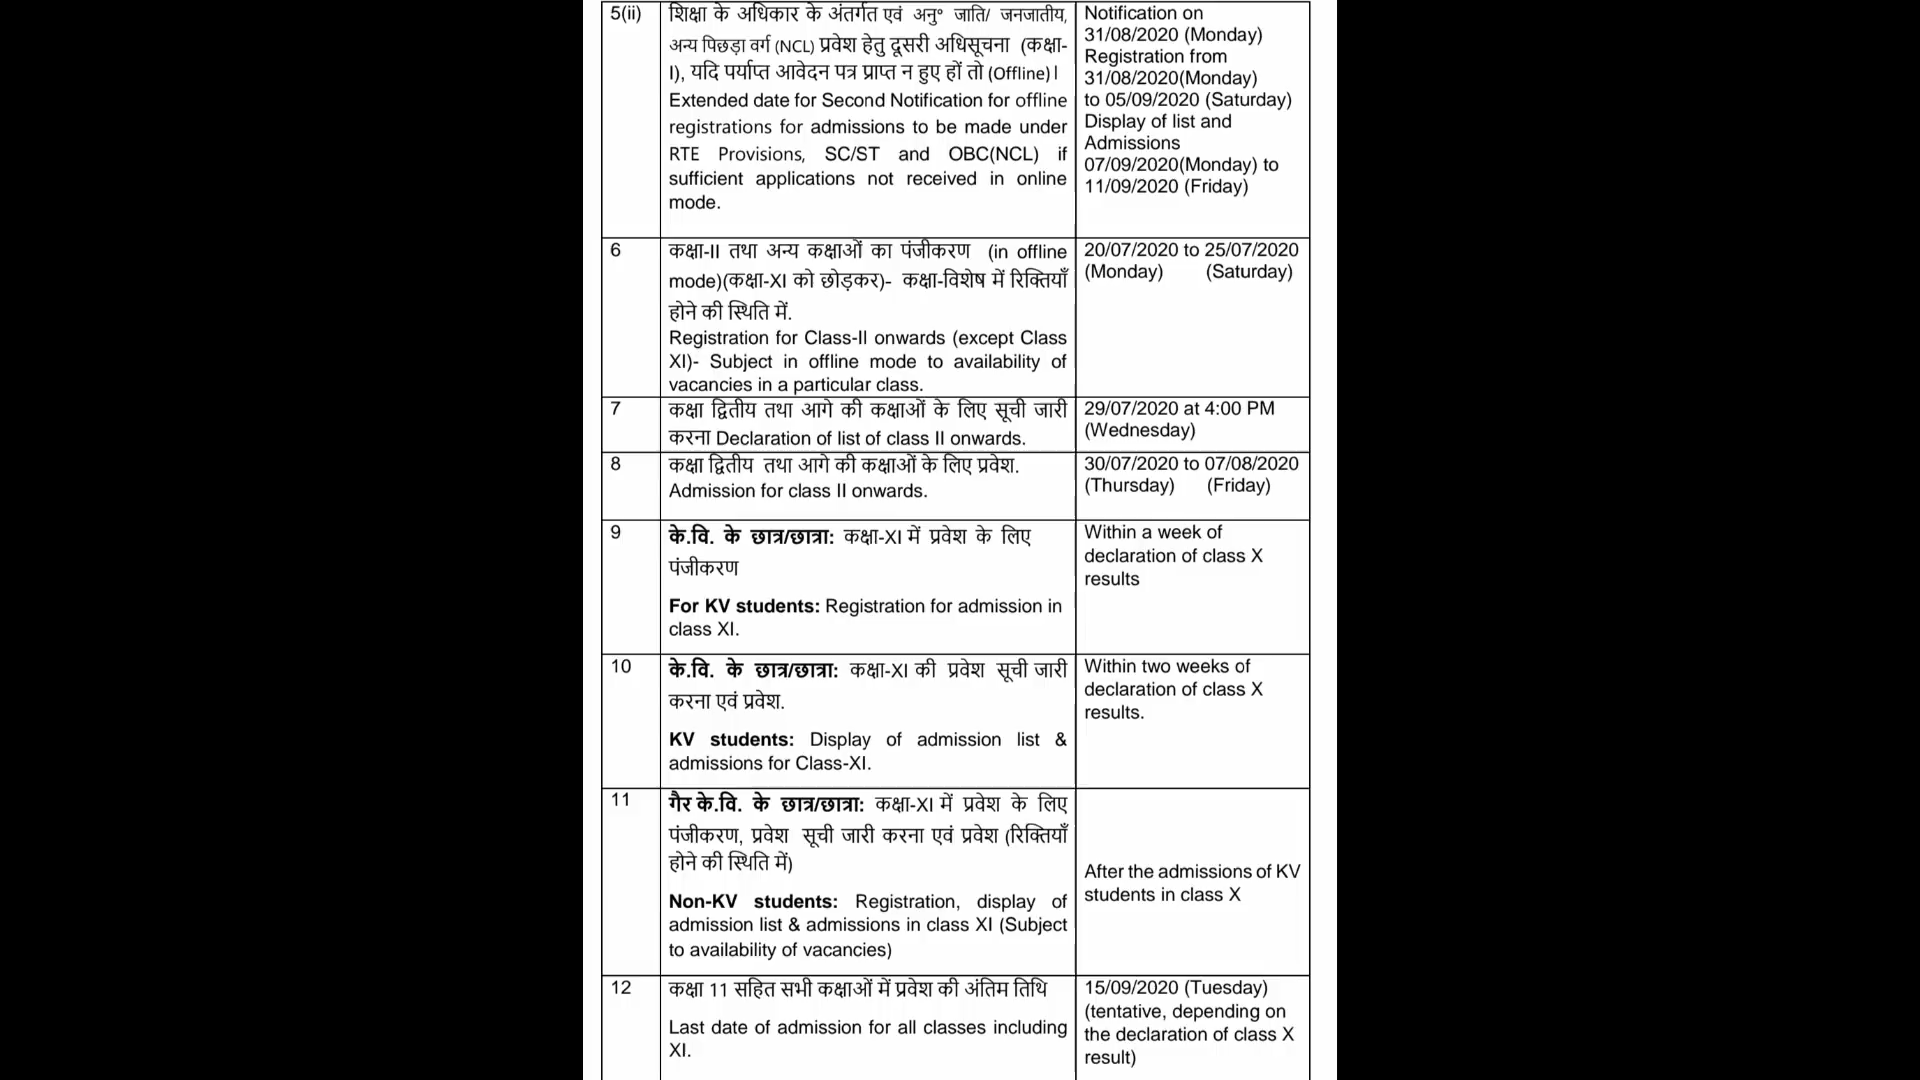 5(ii)
शिक्षा के अधिकार के अंतर्गत एवं अनु॰ जाति/ जनजातीय,
अन्य पिछड़ा वर्ग (NCL) प्रवेश हेतु दूसरी अधिसूचना (कक्षा-
I), यदि पर्याप्त आवेदन पत्र प्राप्त न हुए हों तो (Offline)।
Extended date for Second Notification for offline
registrations for admissions to be made under
RTE Provisions, SC/ST and OBC(NCL) if
sufficient applications not received in online
mode.
Notification on
31/08/2020 (Monday)
Registration from
31/08/2020(Monday)
to 05/09/2020 (Saturday)
Display of list and
Admissions
07/09/2020(Monday) to
11/09/2020 (Friday)
6
कक्षा-II तथा अन्य कक्षाओं का पंजीकरण (in offline
mode)(कक्षा-XI को छोड़कर)- कक्षा-विशेष में रिक्तियाँ
होने की स्थिति में.
Registration for Class-II onwards (except Class
XI)- Subject in offline mode to availability of
vacancies in a particular class.
20/07/2020 to 25/07/2020
(Monday) (Saturday)
7
कक्षा द्वितीय तथा आगे की कक्षाओं के लिए सूची जारी
करना Declaration of list of class II onwards.
29/07/2020 at 4:00 PM
(Wednesday)
8
कक्षा द्वितीय तथा आगे की कक्षाओं के लिए प्रवेश.
Admission for class II onwards.
30/07/2020 to 07/08/2020
(Thursday) (Friday)
9
के.वि. के छात्र/छात्रा: कक्षा-XI में प्रवेश के लिए
पंजीकरण
For KV students: Registration for admission in
class XI.
Within a week of
declaration of class X
results
10
के.वि. के छात्र/छात्रा: कक्षा-XI की प्रवेश सूची जारी
करना एवं प्रवेश.
KV students: Display of admission list &
admissions for Class-XI.
Within two weeks of
declaration of class X
results.
11
गैर के.वि. के छात्र/छात्रा: कक्षा-XI में प्रवेश के लिए
पंजीकरण, प्रवेश सूची जारी करना एवं प्रवेश (रिक्तियाँ
होने की स्थिति में)
Non-KV students: Registration, display of
admission list & admissions in class XI (Subject
to availability of vacancies)
After the admissions of KV
students in class X
12
कक्षा 11 सहित सभी कक्षाओं में प्रवेश की अंतिम तिथि
Last date of admission for all classes including
XI.
15/09/2020 (Tuesday)
(tentative, depending on
the declaration of class X
result)